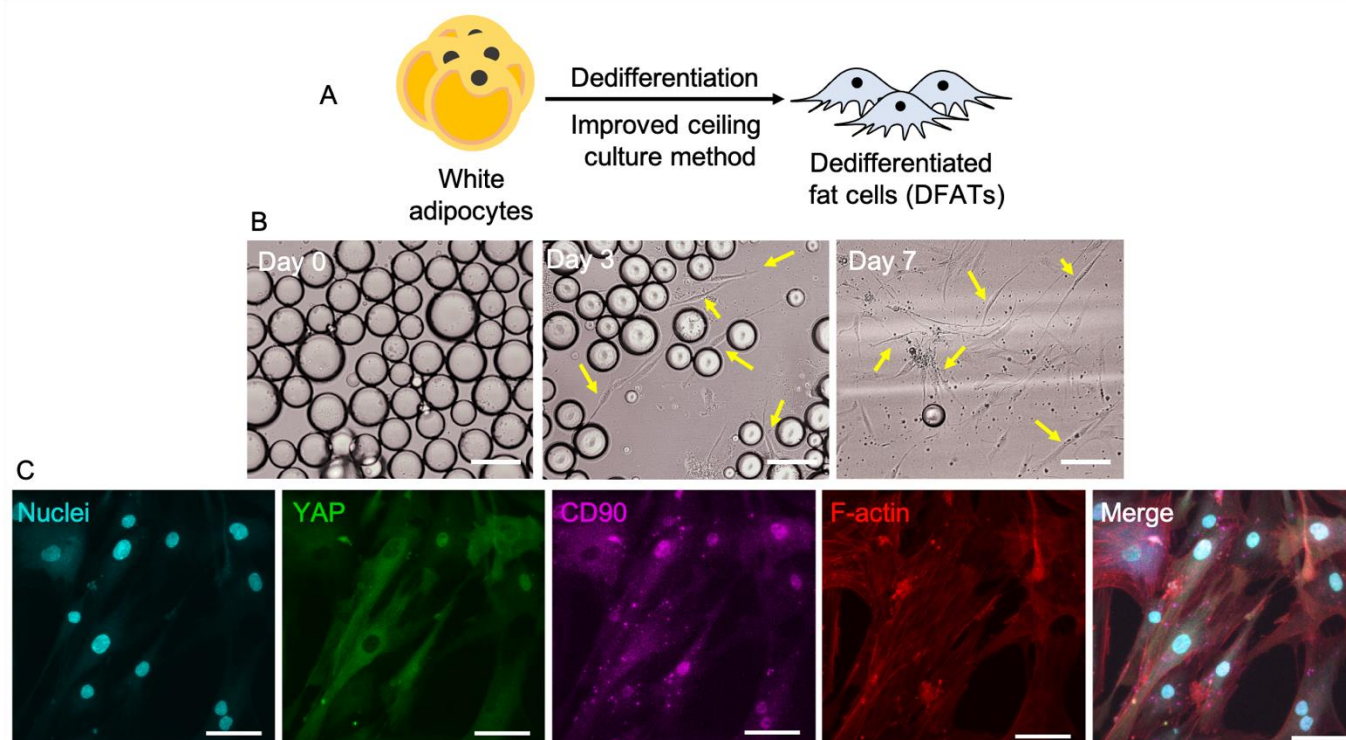 A
Dedifferentiation
Improved ceiling
culture method
White
adipocytes
Dedifferentiated
fat cells (DFATs)
B
Day 0
Day 3
Day 7
C
Nuclei
YAP
CD90
F-actin
Merge